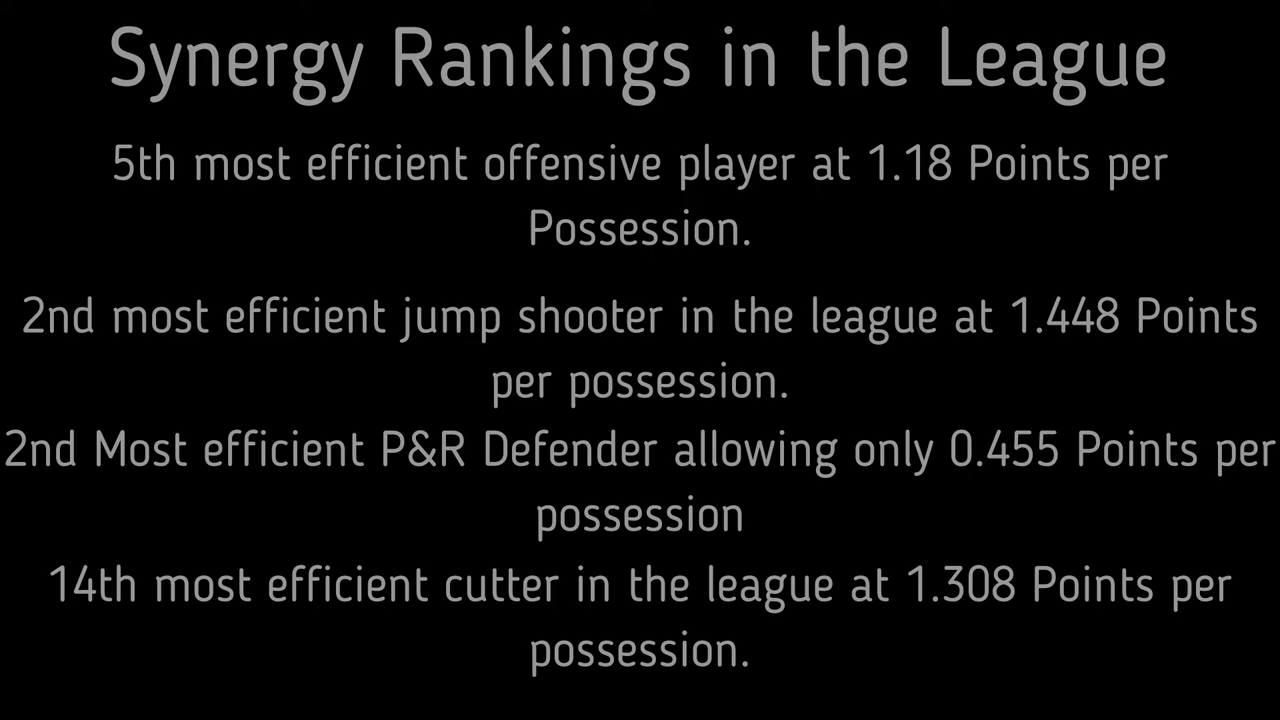 Synergy Rankings in the League
5th most efficient offensive player at 1.18 Points per
Possession.
2nd most efficient jump shooter in the league at 1.448 Points
per possession.
2nd Most efficient P&R Defender allowing only 0.455 Points per
possession
14th most efficient cutter in the league at 1.308 Points per
possession.